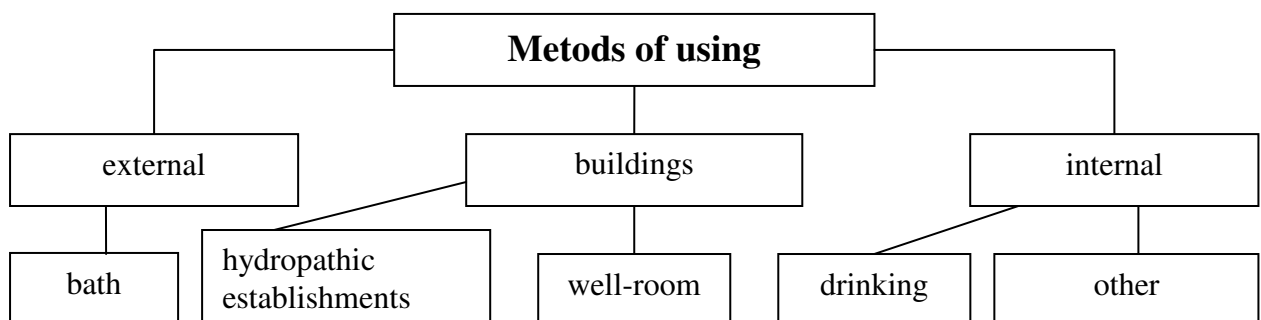 Metods of using
external
buildings
internal
bath
hydropathic
establishments
well-room
drinking
other